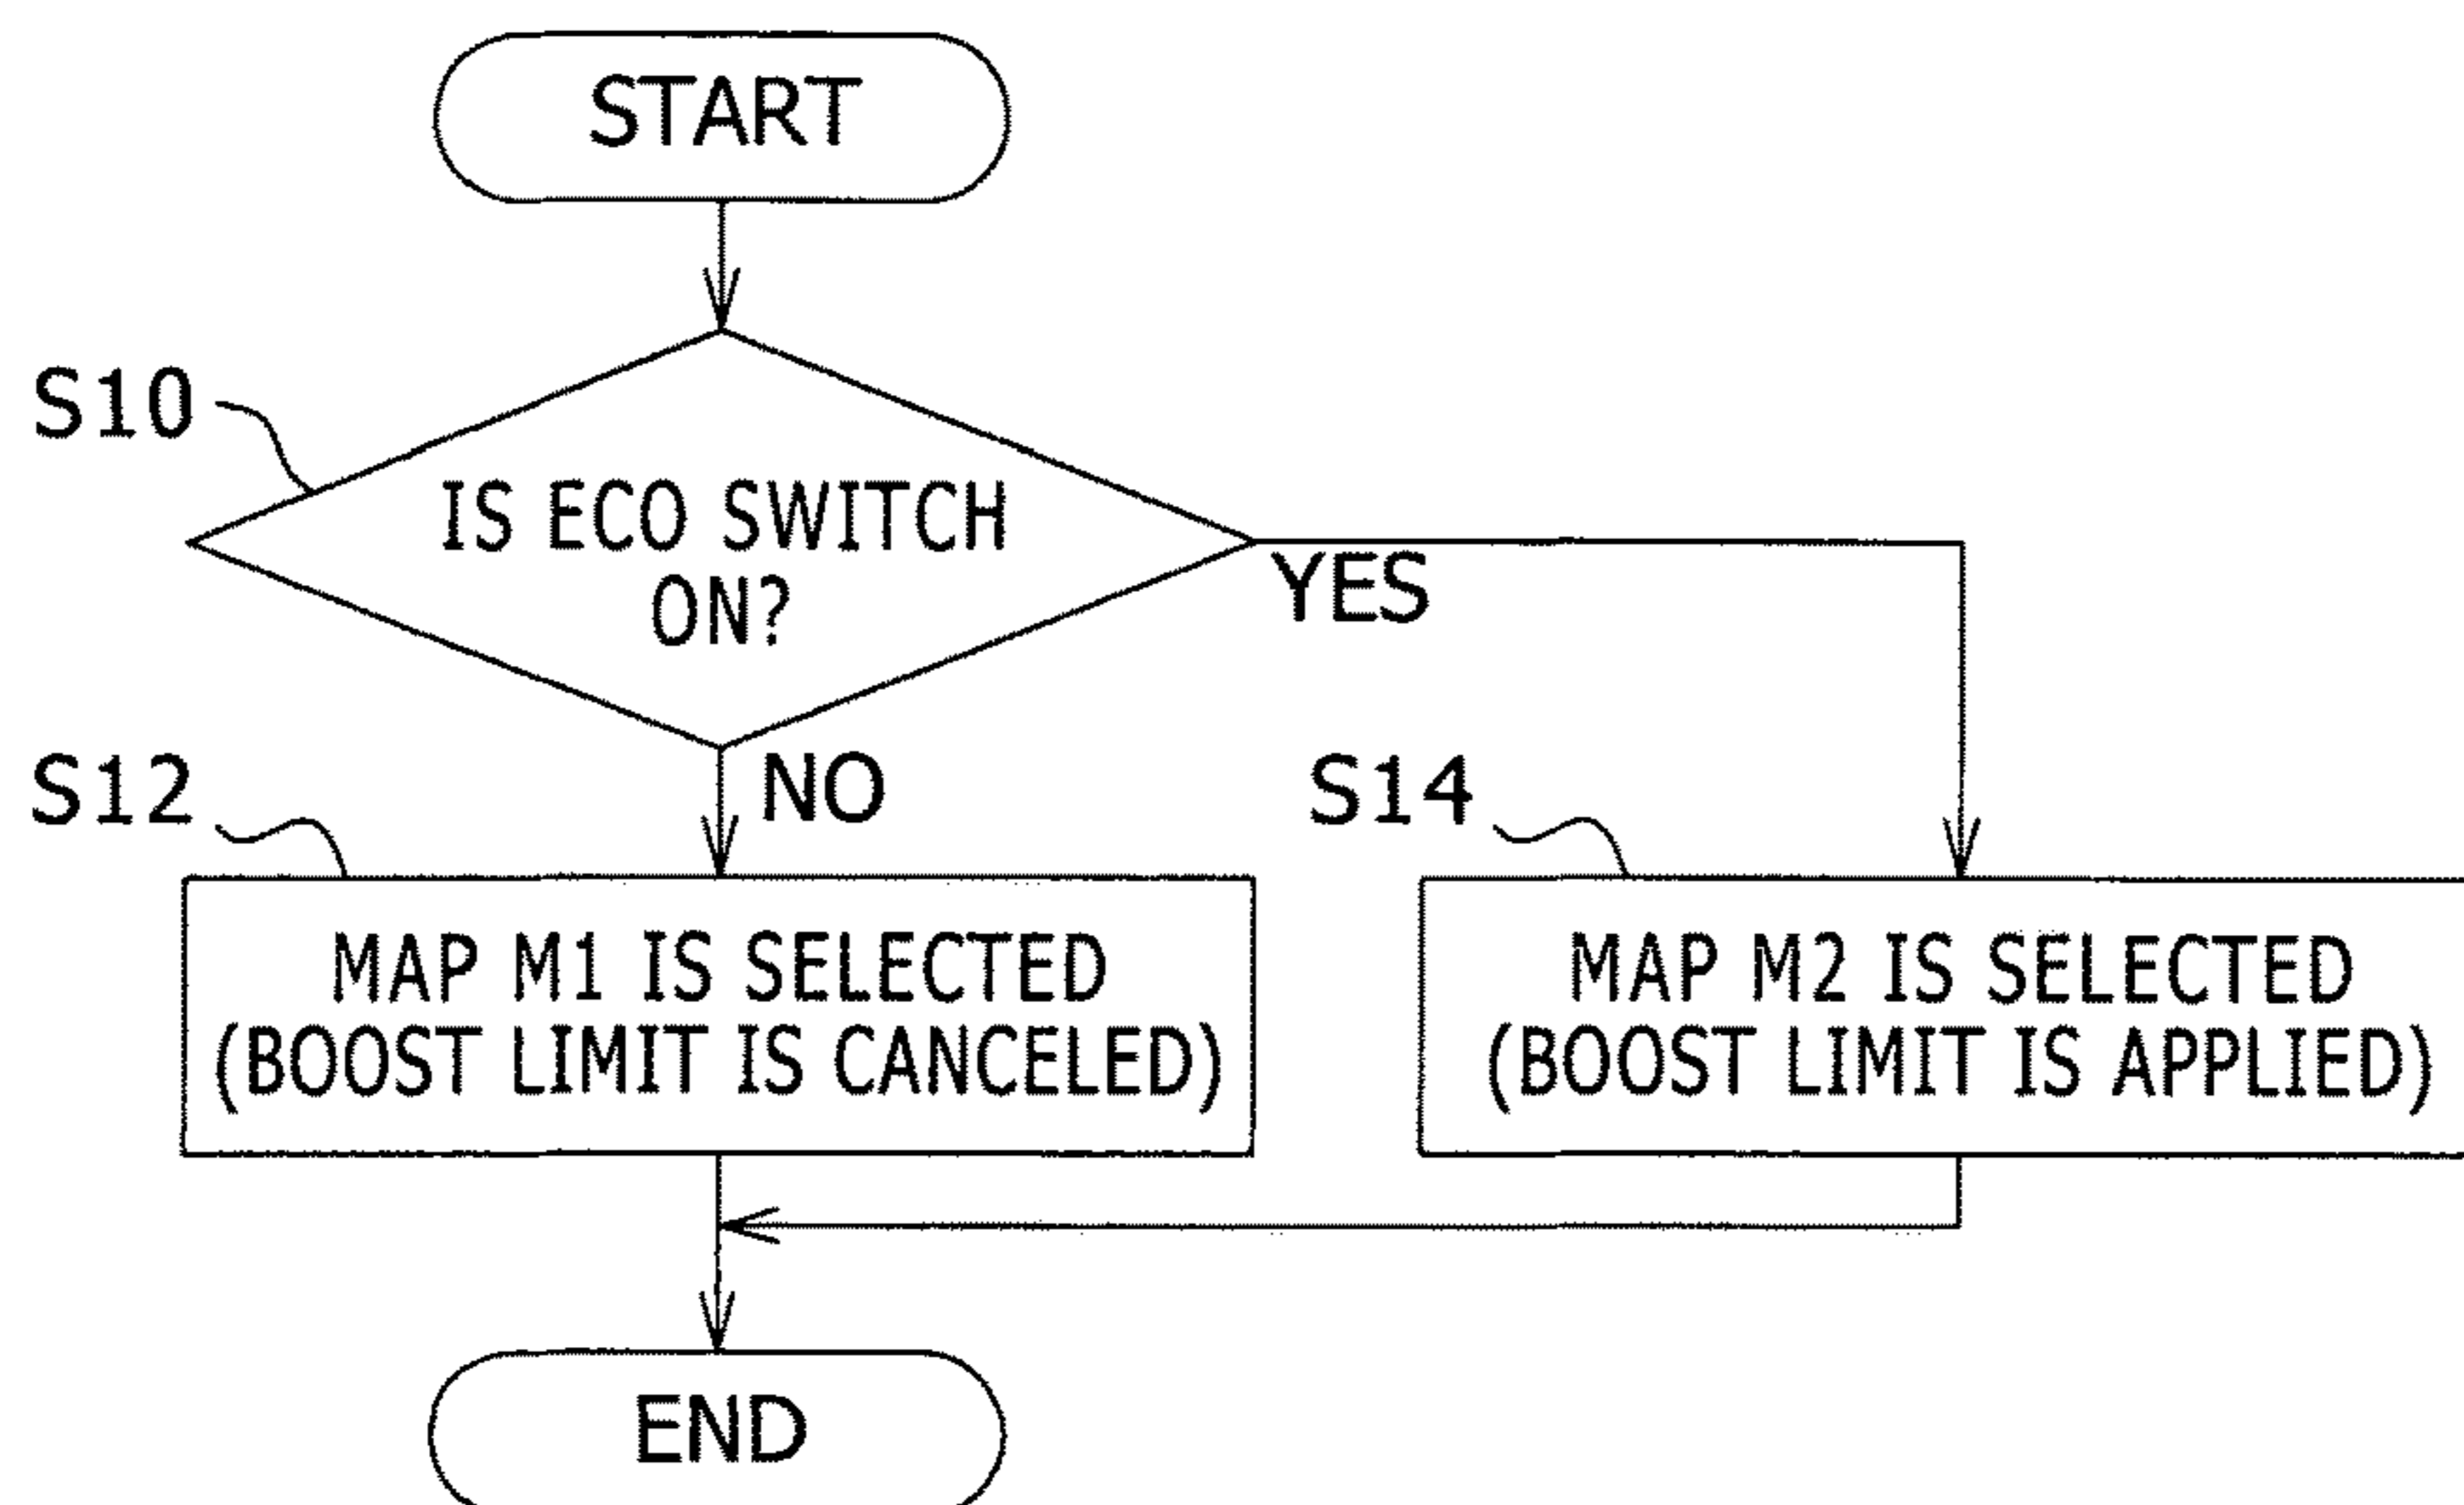 START
S10
IS ECO SWITCH
ON?
YES
NO
S12
MAP M1 IS SELECTED
(BOOST LIMIT IS CANCELED)
S14
MAP M2 IS SELECTED
(BOOST LIMIT IS APPLIED)
END